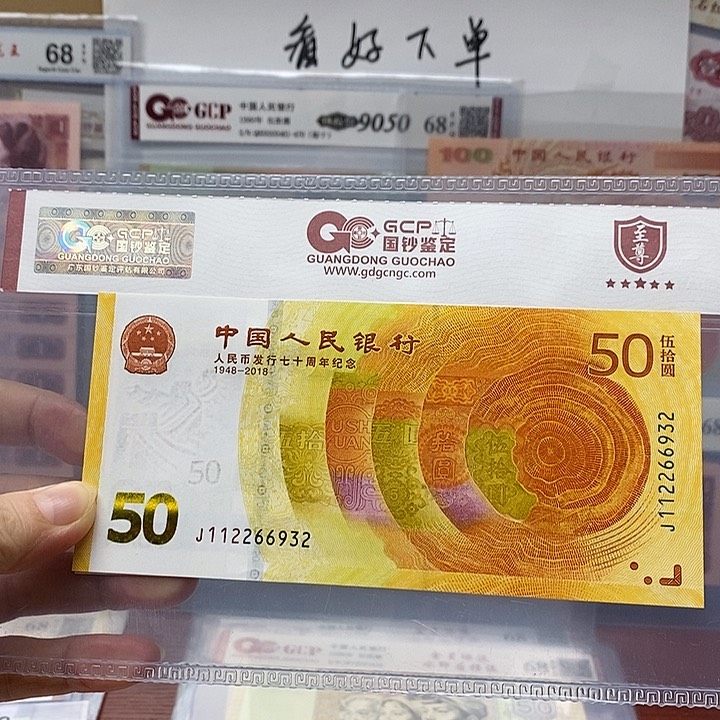 看好下单
68
GCP
GUANGDONG GUOCHAO
中国人民银行
9050 68
100 中国人民银行
GCP
国钞鉴定
GUANGDONG GUOCHAO
广东国钞鉴定评估有限公司
GCP
国钞鉴定
GUANGDONG GUOCHAO
www.gdgcngc.com
至尊
中国人民银行
人民币发行七十周年纪念
1948-2018
50 伍拾圆
50
50
J112266932
J112266932
GCP
68